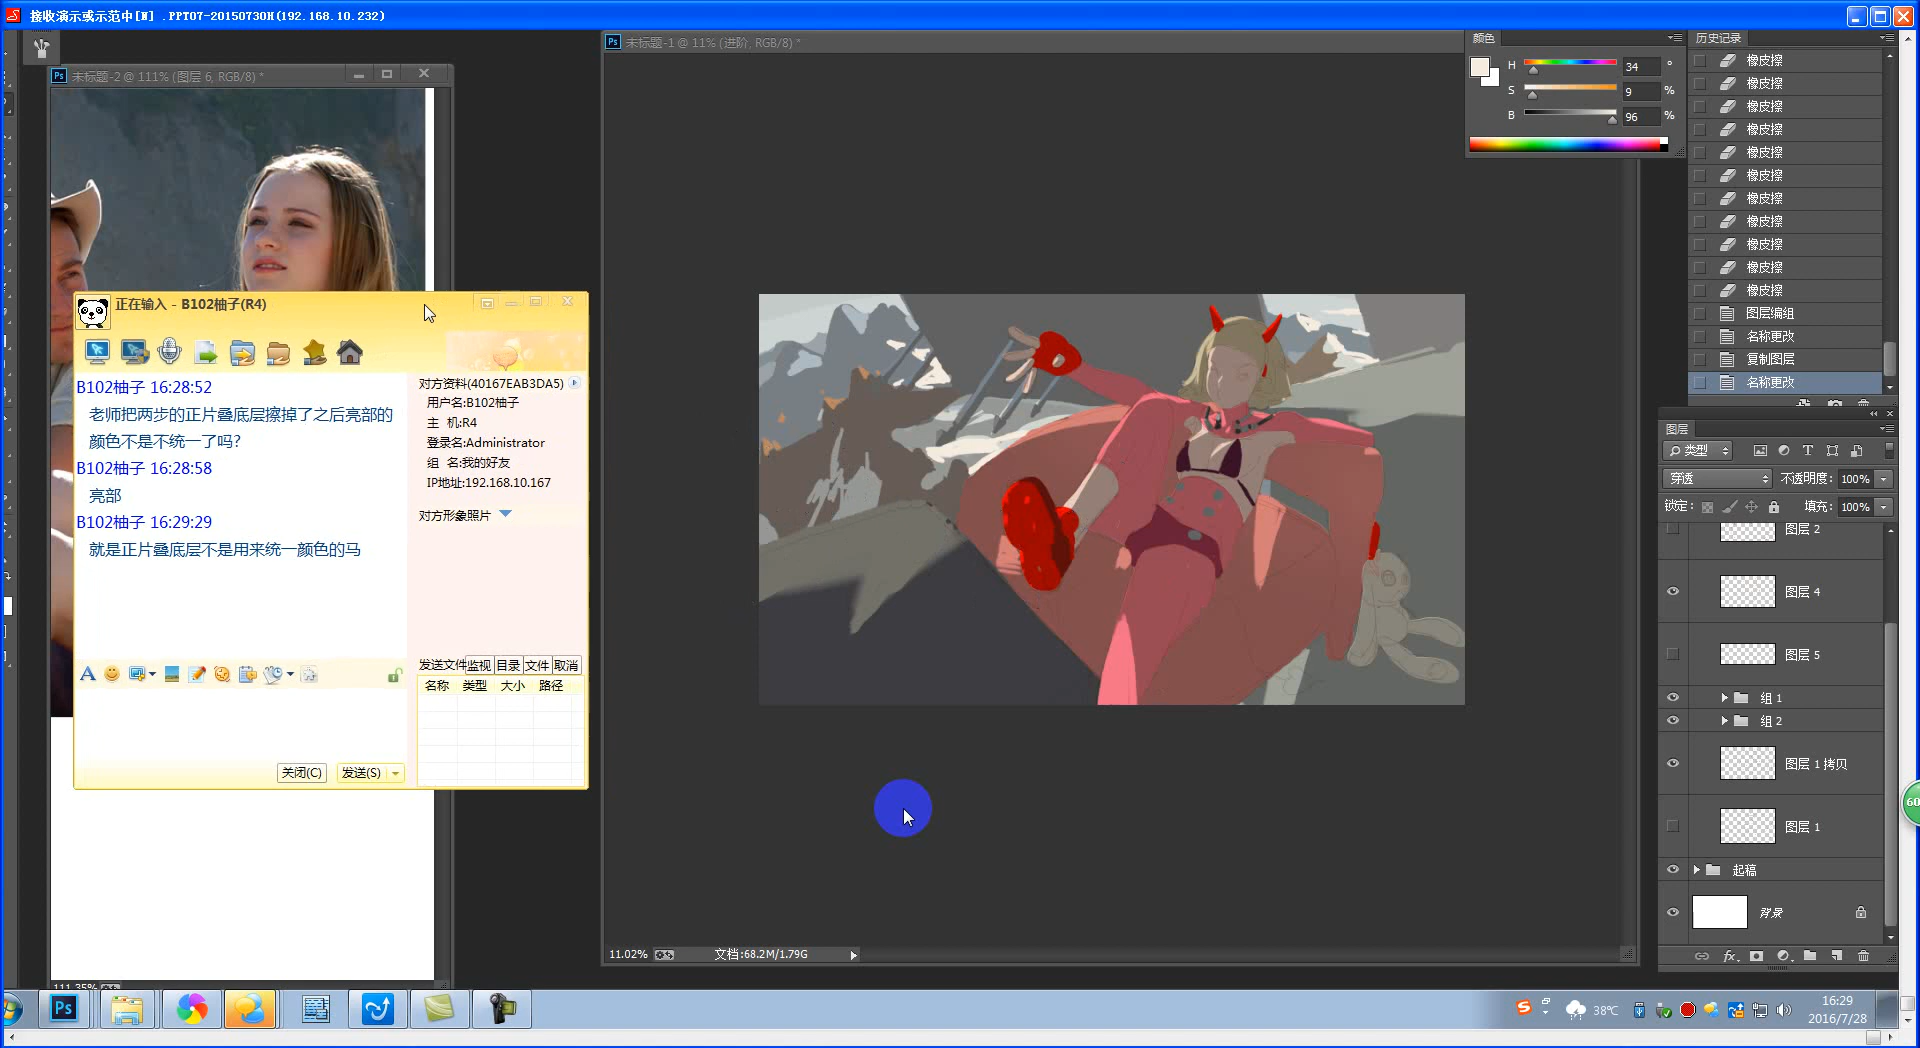 接收演示或示范中[N] .PPT07-20150730H(192.168.10.232)
未标题-2 @ 111% (图层 6, RGB/8) *
未标题-1 @ 11% (进阶, RGB/8) *
颜色
H 34 °
S 9 %
B 96 %
历史记录
橡皮擦
橡皮擦
橡皮擦
橡皮擦
橡皮擦
橡皮擦
橡皮擦
橡皮擦
橡皮擦
橡皮擦
橡皮擦
图层编组
名称更改
复制图层
名称更改
正在输入 - B102柚子(R4)
B102柚子 16:28:52
老师把两步的正片叠底层擦掉了之后亮部的
颜色不是不统一了吗?
B102柚子 16:28:58
亮部
B102柚子 16:29:29
就是正片叠底层不是用来统一颜色的马
对方资料(40167EAB3DA5)
用户名:B102柚子
主 机:R4
登录名:Administrator
组 名:我的好友
IP地址:192.168.10.167
对方形象照片
发送文件 监视 目录 文件 取消
名称 类型 大小 路径
关闭(C) 发送(S)
图层
类型
穿透 不透明度: 100%
锁定: 填充: 100%
图层 2
图层 4
图层 5
组 1
组 2
图层 1 拷贝
图层 1
起稿
背景
fx
11.02% 文档:68.2M/1.79G
111.35%
Ps
38℃
16:29
2016/7/28
60